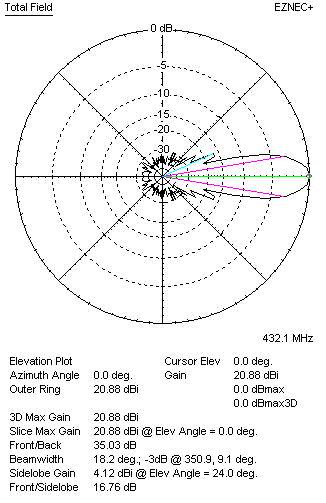 Total Field EZNEC+
0 dB
-5
-10
-15
-20
-30
432.1 MHz
Elevation Plot Cursor Elev 0.0 deg.
Azimuth Angle 0.0 deg. Gain 20.88 dBi
Outer Ring 20.88 dBi 0.0 dBmax
0.0 dBmax3D
3D Max Gain 20.88 dBi
Slice Max Gain 20.88 dBi @ Elev Angle = 0.0 deg.
Front/Back 35.03 dB
Beamwidth 18.2 deg.; -3dB @ 350.9, 9.1 deg.
Sidelobe Gain 4.12 dBi @ Elev Angle = 24.0 deg.
Front/Sidelobe 16.76 dB